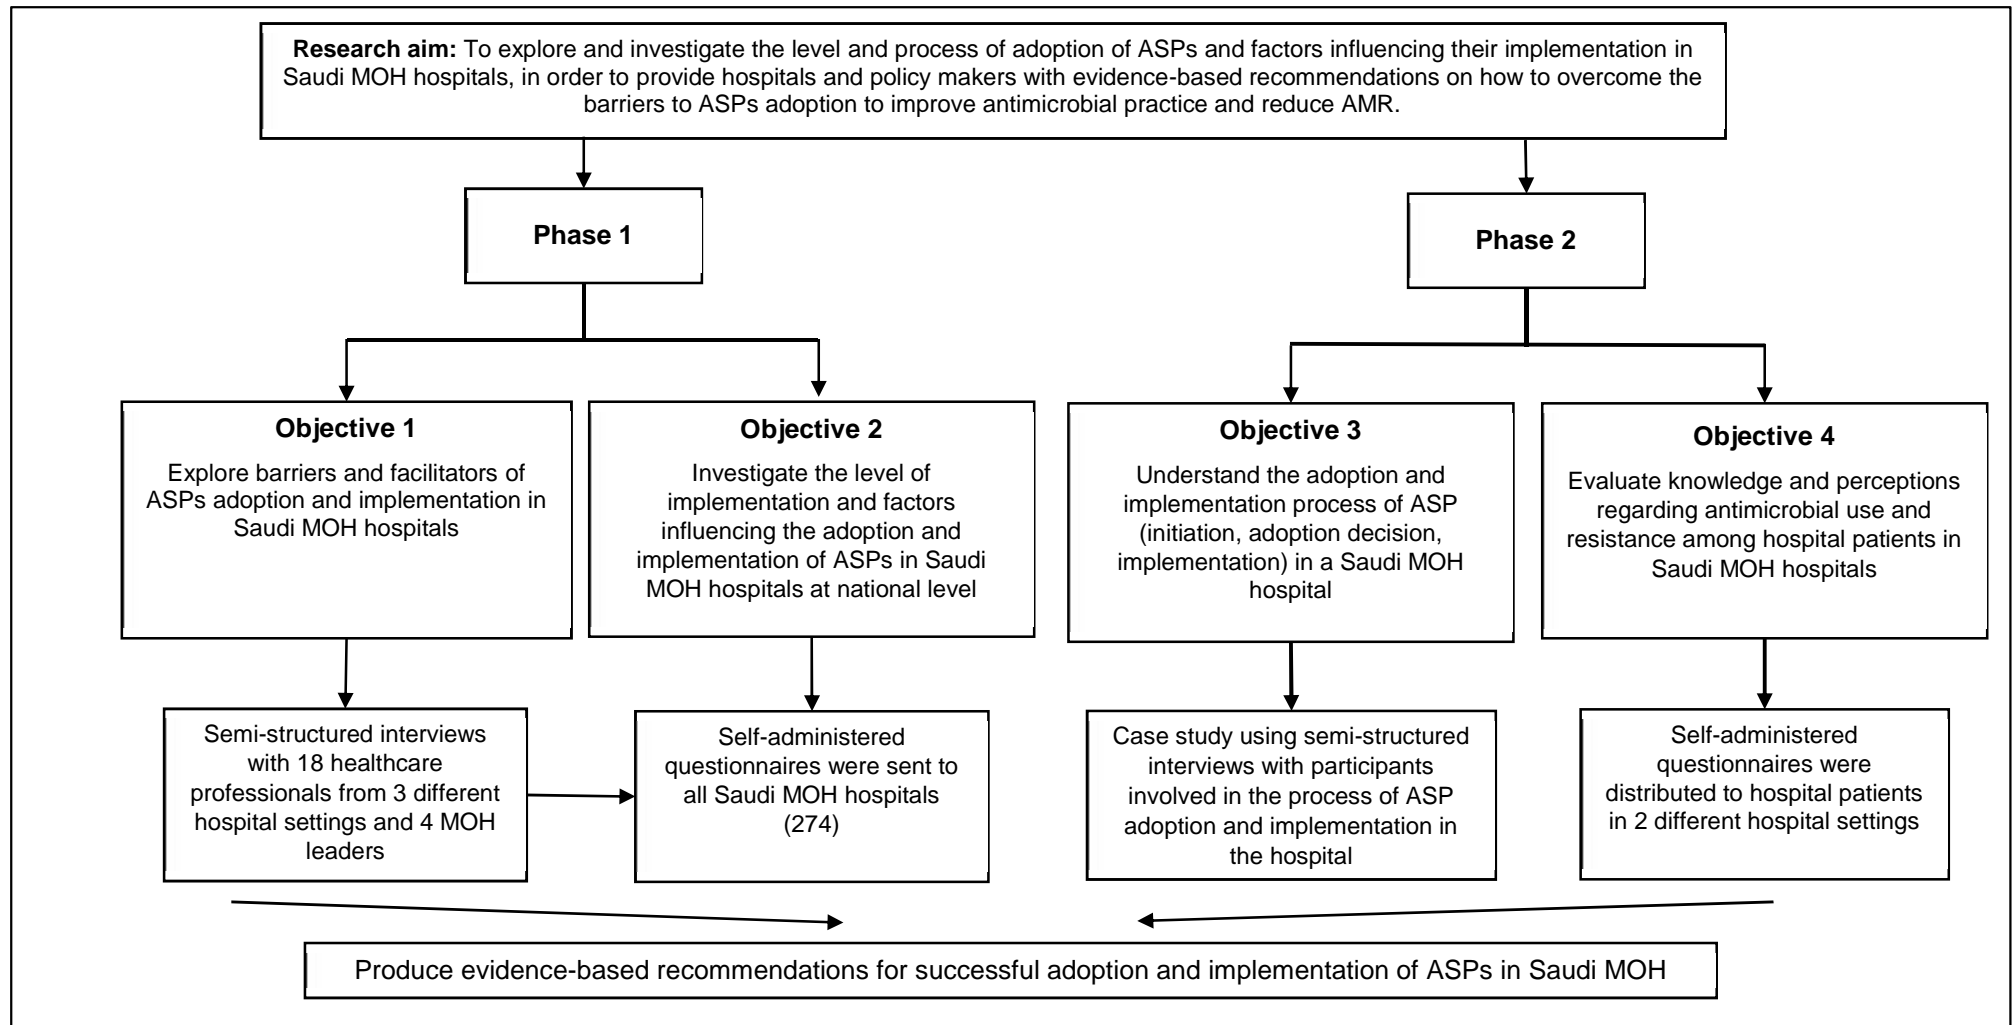 Research aim: To explore and investigate the level and process of adoption of ASPs and factors influencing their implementation in
Saudi MOH hospitals, in order to provide hospitals and policy makers with evidence-based recommendations on how to overcome the
barriers to ASPs adoption to improve antimicrobial practice and reduce AMR.
Phase 1
Phase 2
Objective 1
Explore barriers and facilitators of
ASPs adoption and implementation in
Saudi MOH hospitals
Objective 2
Investigate the level of
implementation and factors
influencing the adoption and
implementation of ASPs in Saudi
MOH hospitals at national level
Objective 3
Understand the adoption and
implementation process of ASP
(initiation, adoption decision,
implementation) in a Saudi MOH
hospital
Objective 4
Evaluate knowledge and perceptions
regarding antimicrobial use and
resistance among hospital patients in
Saudi MOH hospitals
Semi-structured interviews
with 18 healthcare
professionals from 3 different
hospital settings and 4 MOH
leaders
Self-administered
questionnaires were sent to
all Saudi MOH hospitals
(274)
Case study using semi-structured
interviews with participants
involved in the process of ASP
adoption and implementation in
the hospital
Self-administered
questionnaires were
distributed to hospital patients
in 2 different hospital settings
Produce evidence-based recommendations for successful adoption and implementation of ASPs in Saudi MOH